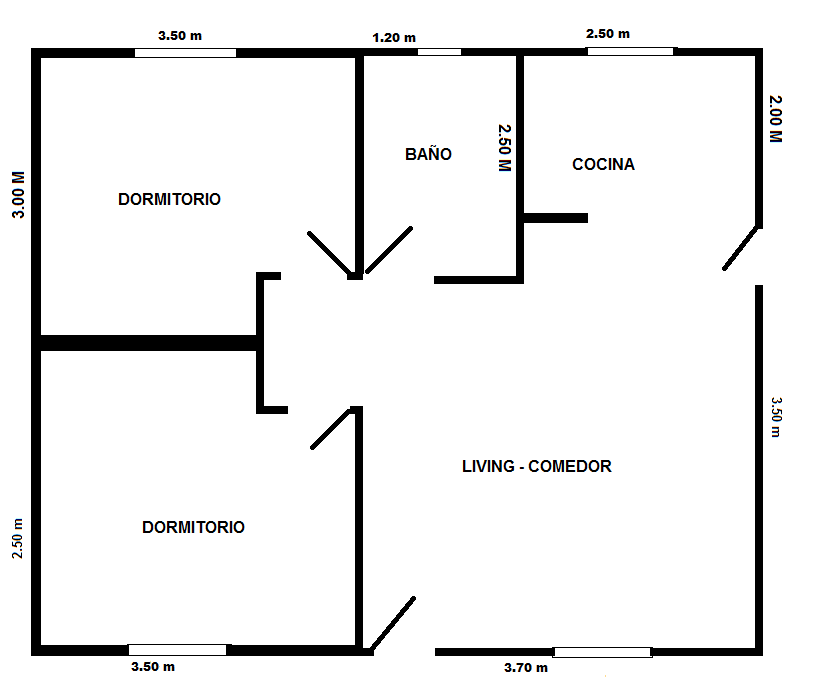 3.50 m
1.20 m
2.50 m
2.00 M
2.50 M
BAÑO
COCINA
3.00 M
DORMITORIO
3.50 m
LIVING - COMEDOR
DORMITORIO
2.50 m
3.50 m
3.70 m